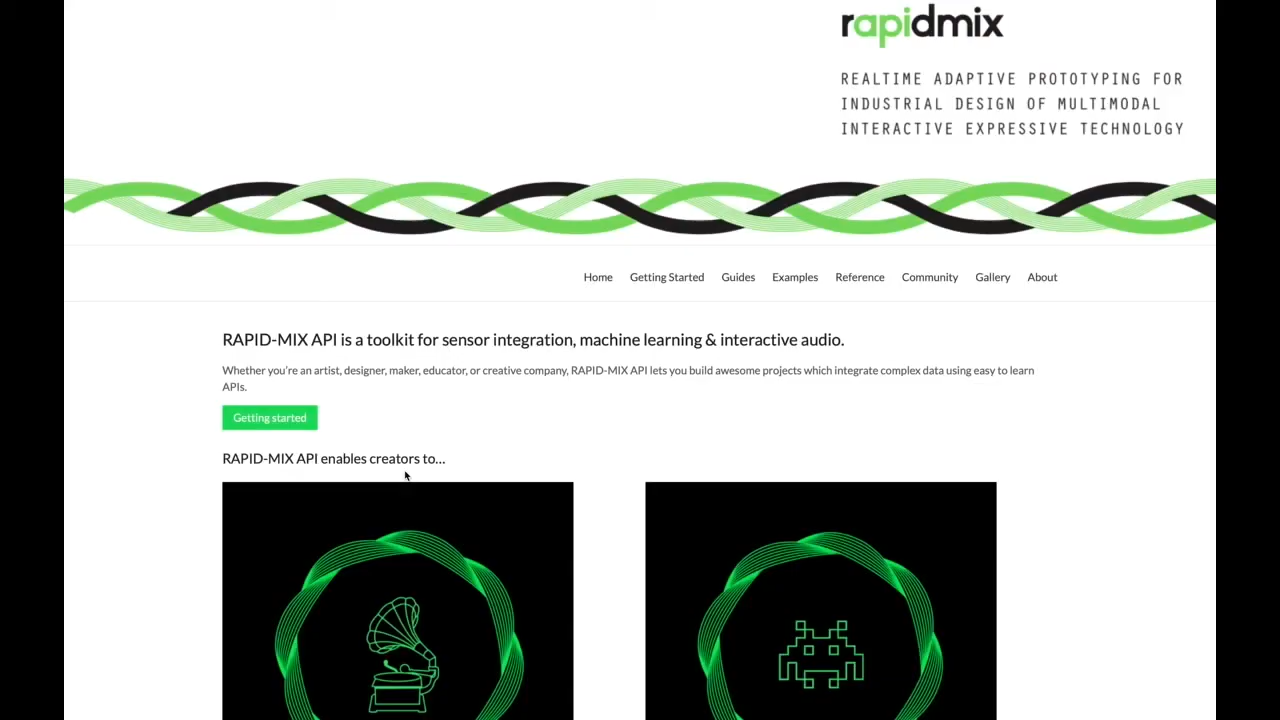 rapidmix
REALTIME ADAPTIVE PROTOTYPING FOR
INDUSTRIAL DESIGN OF MULTIMODAL
INTERACTIVE EXPRESSIVE TECHNOLOGY
Home Getting Started Guides Examples Reference Community Gallery About
RAPID-MIX API is a toolkit for sensor integration, machine learning & interactive audio.
Whether you're an artist, designer, maker, educator, or creative company, RAPID-MIX API lets you build awesome projects which integrate complex data using easy to learn
APIs.
Getting started
RAPID-MIX API enables creators to...